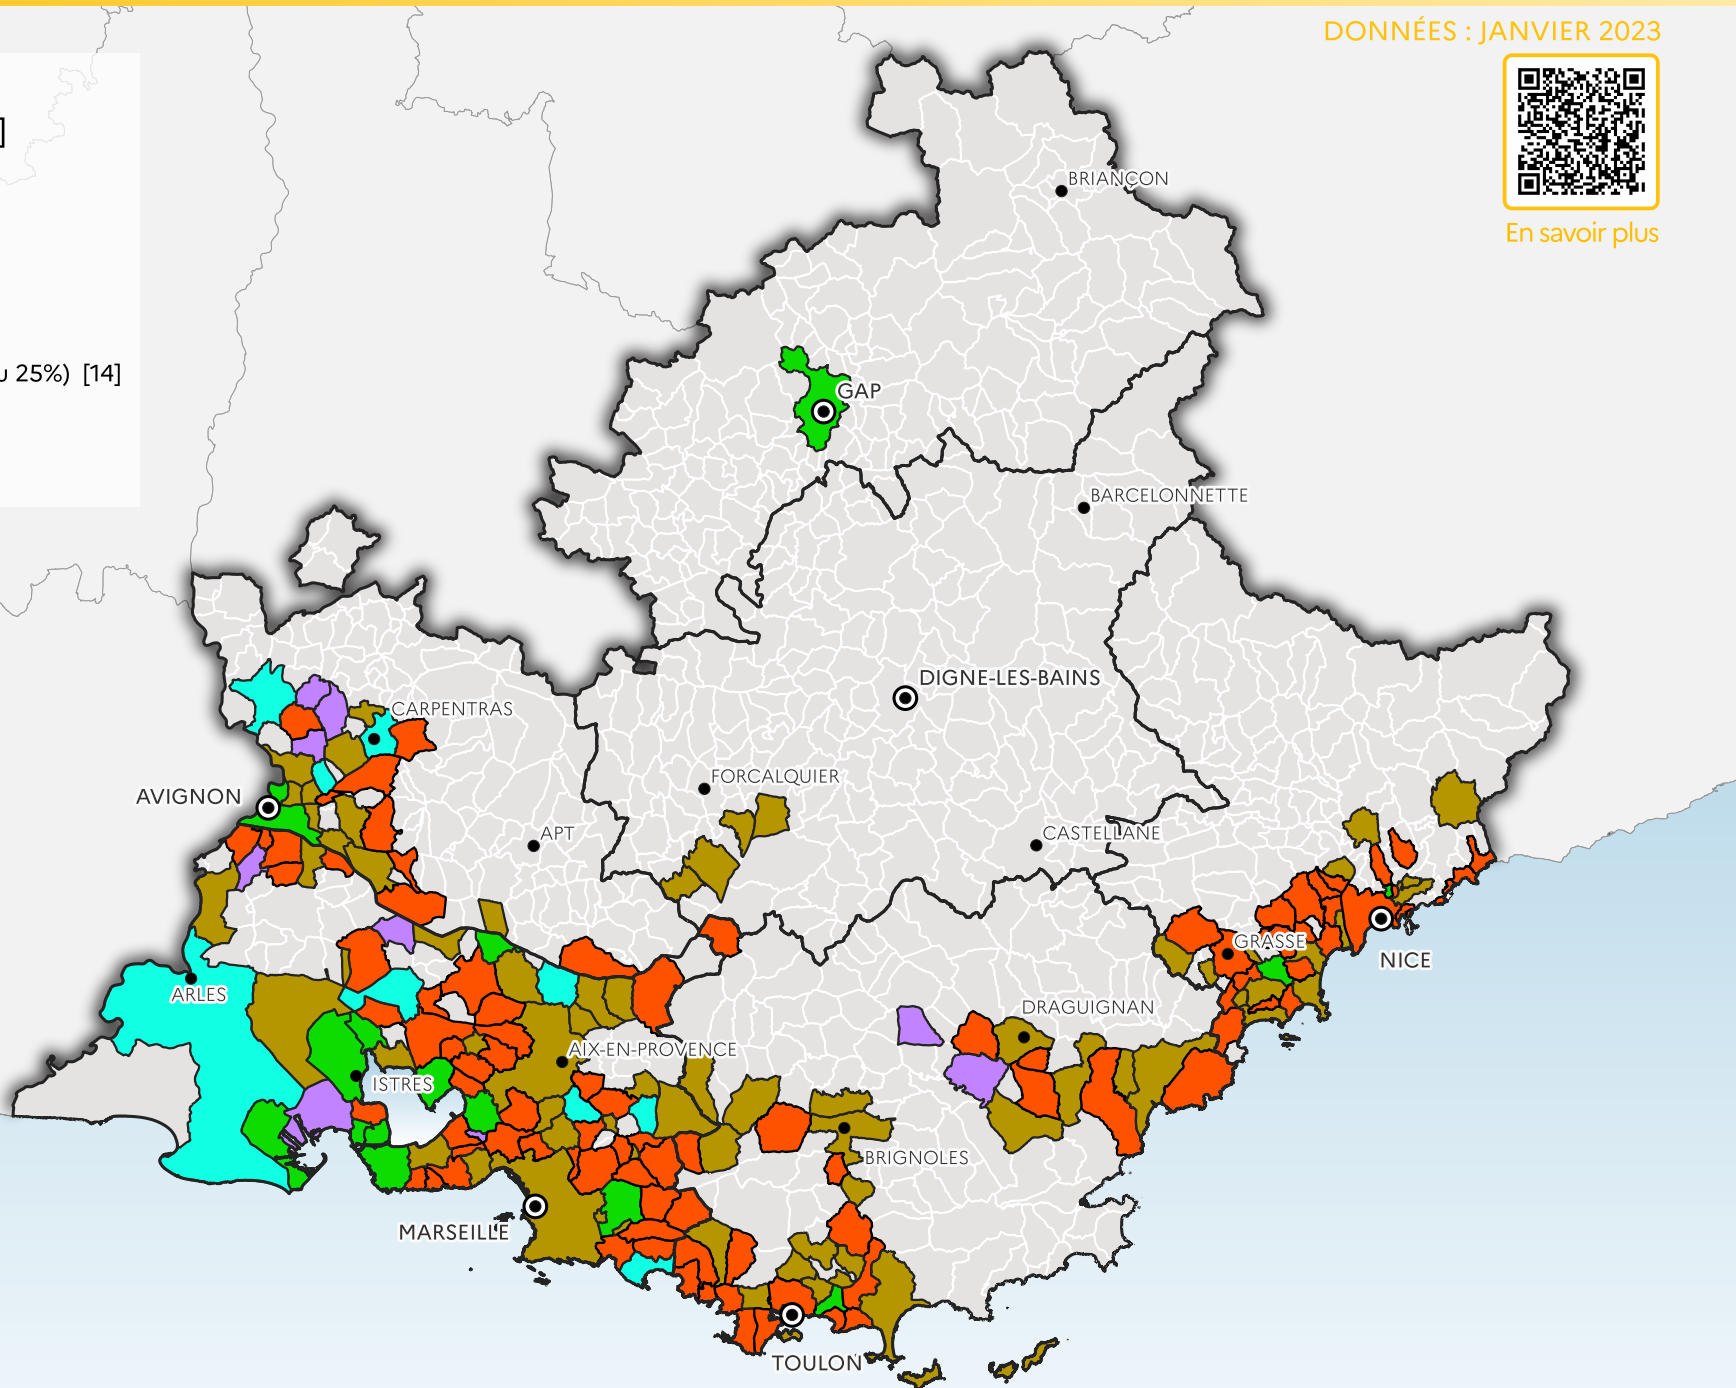 DONNÉES : JANVIER 2023
]
En savoir plus
u 25%) [14]
BRIANÇON
GAP
BARCELONNETTE
DIGNE-LES-BAINS
CARPENTRAS
FORCALQUIER
AVIGNON
APT
CASTELLANE
GRASSE
NICE
ARLES
DRAGUIGNAN
AIX-EN-PROVENCE
ISTRES
BRIGNOLES
MARSEILLE
TOULON